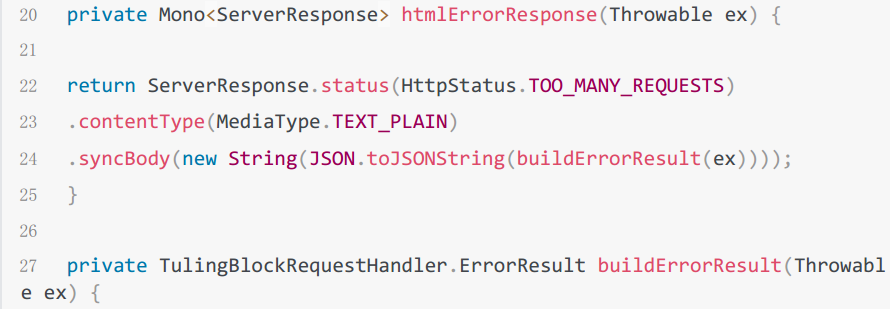 20 private Mono<ServerResponse> htmlErrorResponse(Throwable ex) {
21
22 return ServerResponse.status(HttpStatus.TOO_MANY_REQUESTS)
23 .contentType(MediaType.TEXT_PLAIN)
24 .syncBody(new String(JSON.toJSONString(buildErrorResult(ex))));
25 }
26
27 private TulingBlockRequestHandler.ErrorResult buildErrorResult(Throwabl
e ex) {